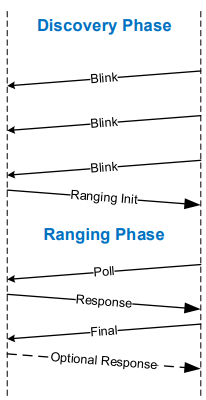 Discovery Phase
Blink
Blink
Blink
Ranging Init
Ranging Phase
Poll
Response
Final
Optional Response